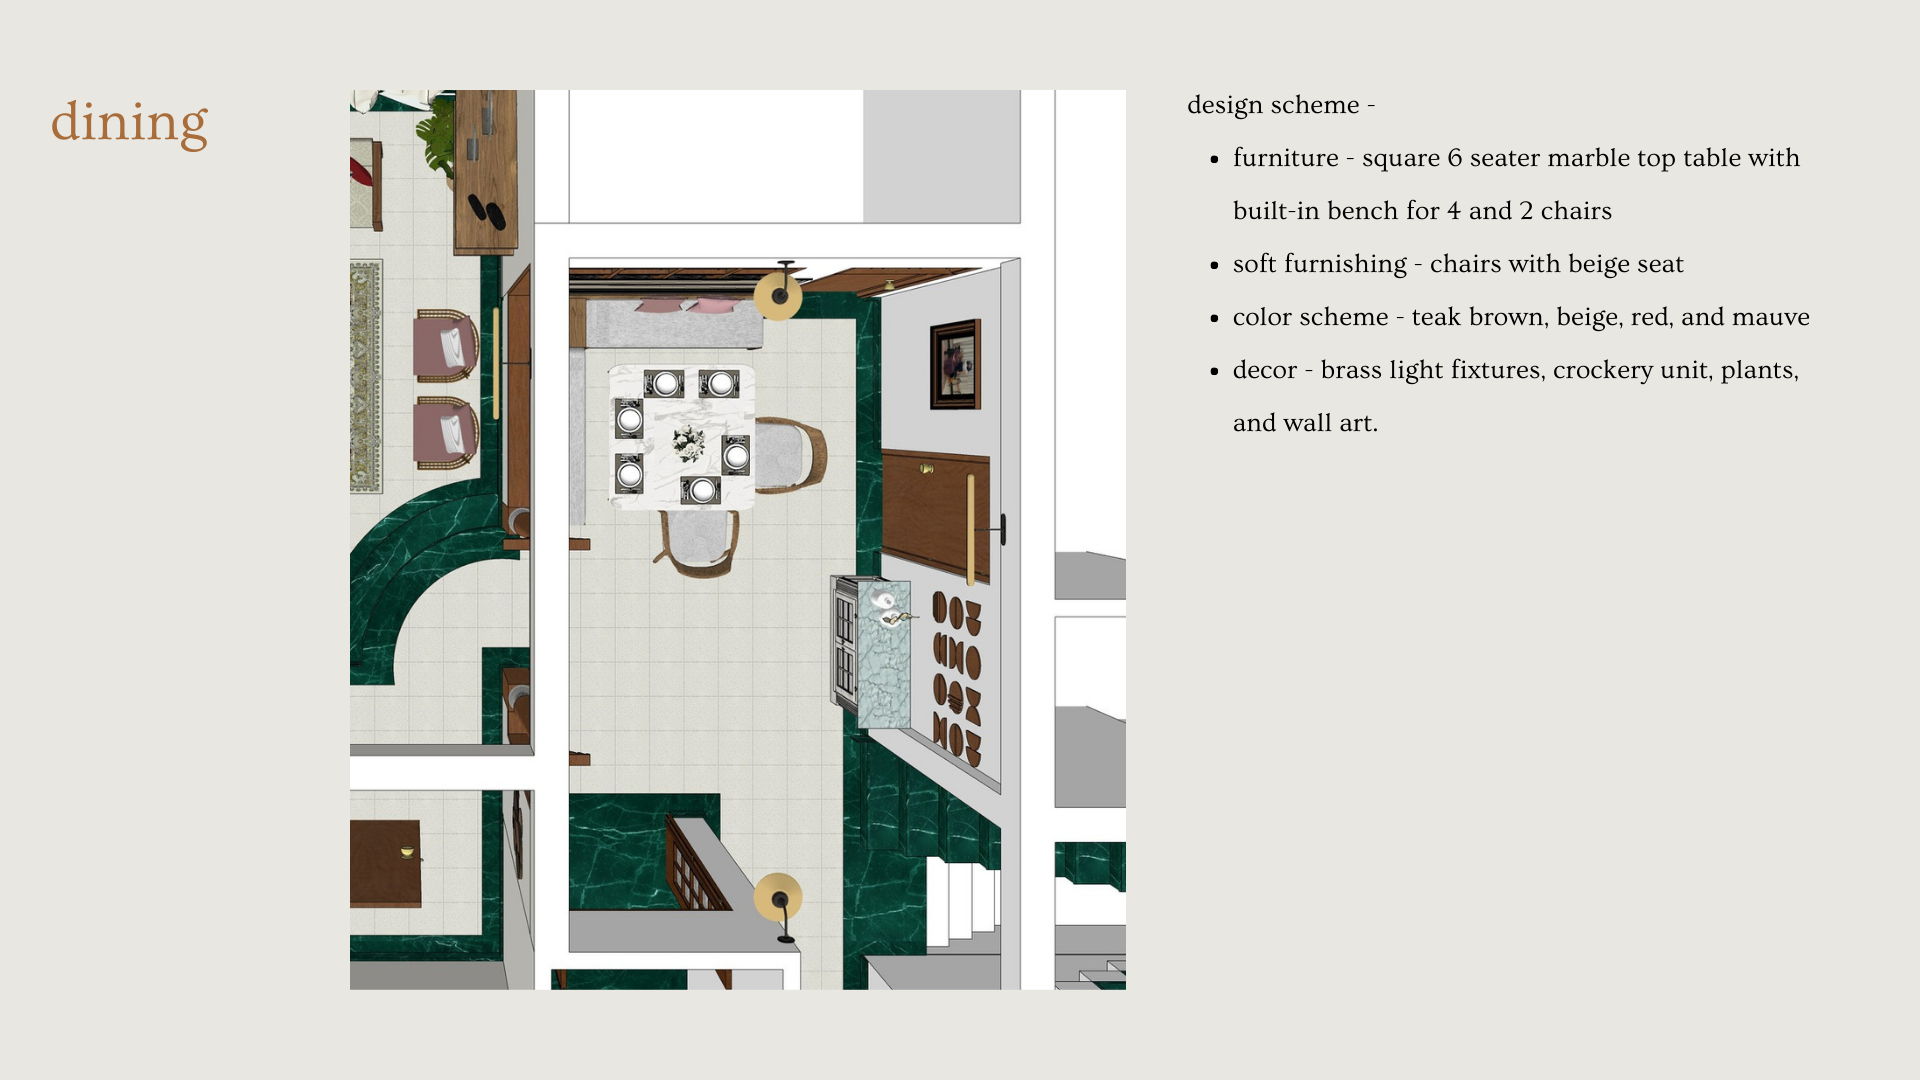 dining
design scheme -
• furniture - square 6 seater marble top table with
built-in bench for 4 and 2 chairs
• soft furnishing - chairs with beige seat
• color scheme - teak brown, beige, red, and mauve
• decor - brass light fixtures, crockery unit, plants,
and wall art.